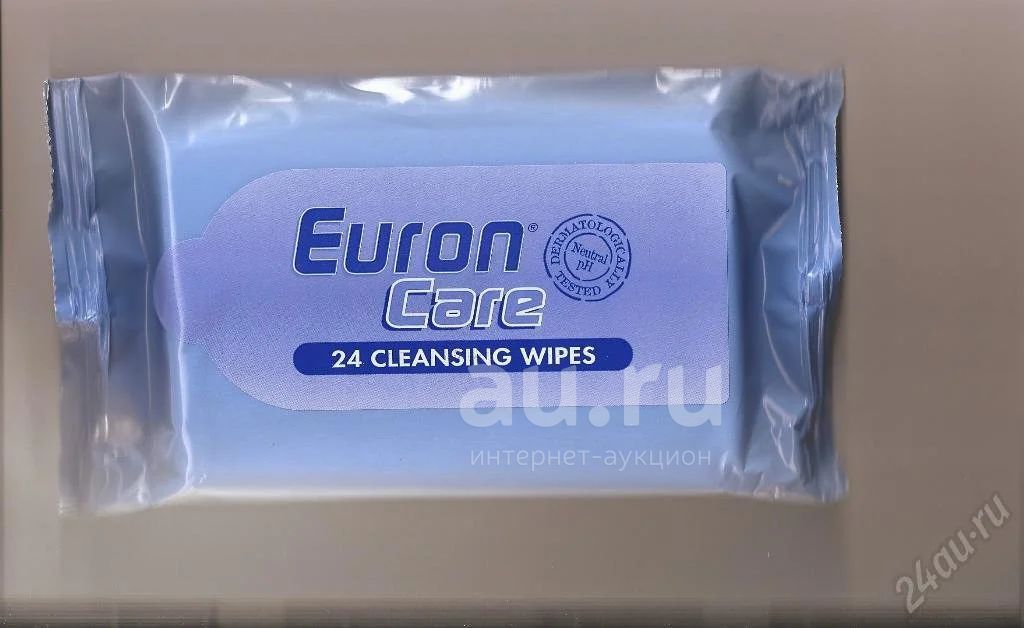 Euron®
Care
DERMATOLOGICALLY TESTED
Neutral
pH
24 CLEANSING WIPES
au.ru
интернет-аукцион
24au.ru